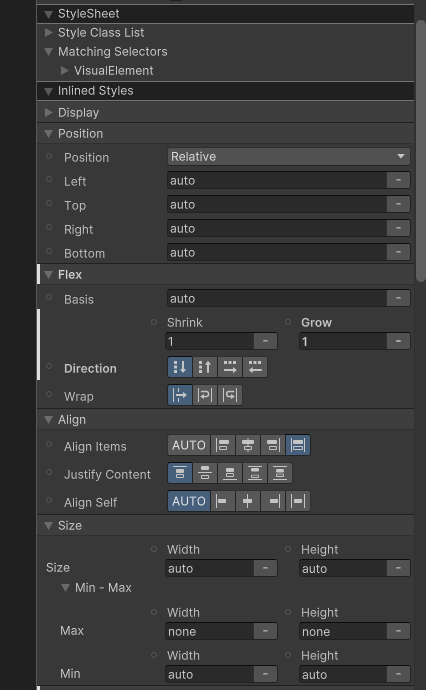 StyleSheet
Style Class List
Matching Selectors
VisualElement
Inlined Styles
Display
Position
Position Relative
Left auto -
Top auto -
Right auto -
Bottom auto -
Flex
Basis auto -
Shrink Grow
1 - 1 -
Direction
Wrap
Align
Align Items AUTO
Justify Content
Align Self AUTO
Size
Width Height
Size auto - auto -
Min - Max
Width Height
Max none - none -
Width Height
Min auto - auto -